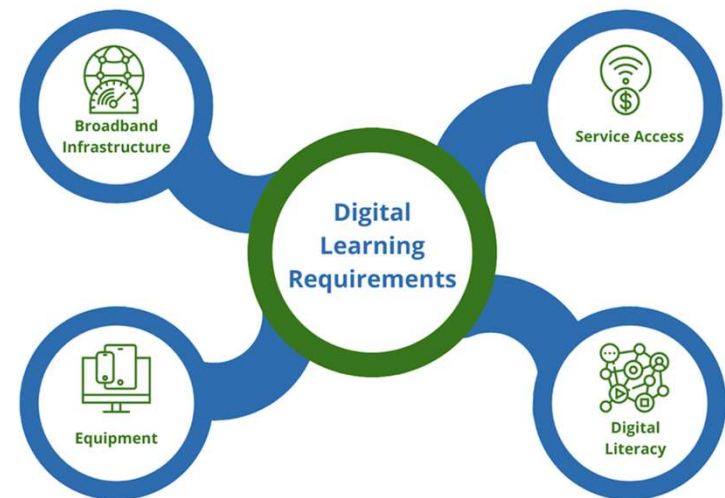 Broadband
Infrastructure
$
Service Access
Digital
Learning
Requirements
Equipment
Digital
Literacy